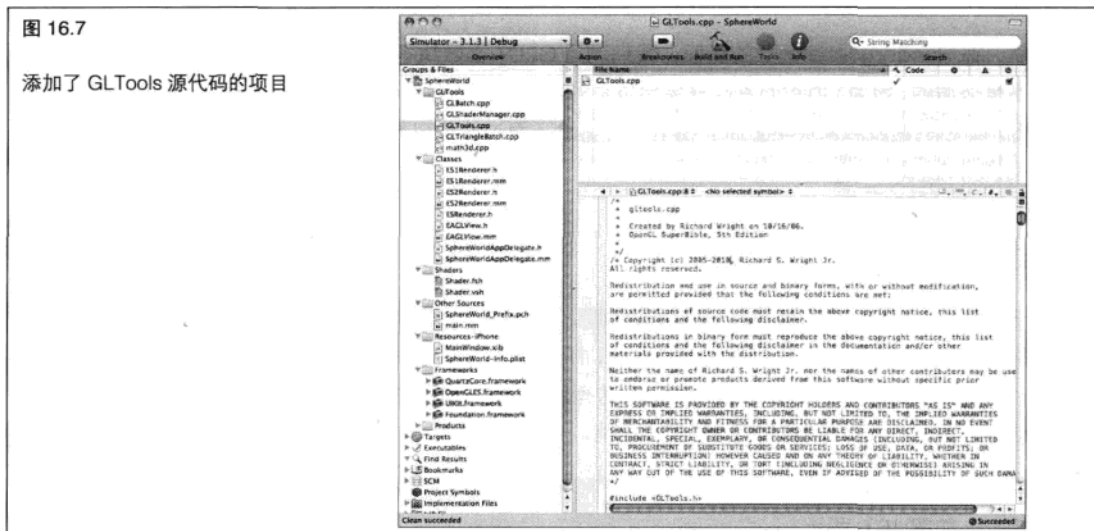 图 16.7
添加了 GLTools 源代码的项目
GLTools.cpp - SphereWorld
Simulator - 3.1.3 | Debug
String Matching
Overview
Action
Breakpoints
Build and Run
Tasks
Info
Search
Groups & Files
SphereWorld
GLTools
GLBatch.cpp
GLShaderManager.cpp
GLTools.cpp
GLTriangleBatch.cpp
math3d.cpp
Classes
ES1Renderer.h
ES1Renderer.mm
ES2Renderer.h
ES2Renderer.mm
ESRenderer.h
EAGLView.h
EAGLView.mm
SphereWorldAppDelegate.h
SphereWorldAppDelegate.mm
Shaders
Shader.fsh
Shader.vsh
Other Sources
SphereWorld_Prefix.pch
main.mm
Resources-iPhone
MainWindow.xib
SphereWorld-Info.plist
Frameworks
QuartzCore.framework
OpenGLES.framework
UIKit.framework
Foundation.framework
Products
Targets
Executables
Find Results
Bookmarks
SCM
Project Symbols
Implementation Files
File Name
Code
GLTools.cpp
GLTools.cpp:8
<No selected symbol>
/*
* gltools.cpp
*
* Created by Richard Wright on 10/16/06.
* OpenGL SuperBible, 5th Edition
*
*/
/* Copyright (c) 2005-2010, Richard S. Wright Jr.
All rights reserved.
Redistribution and use in source and binary forms, with or without modification,
are permitted provided that the following conditions are met:
Redistributions of source code must retain the above copyright notice, this list
of conditions and the following disclaimer.
Redistributions in binary form must reproduce the above copyright notice, this list
of conditions and the following disclaimer in the documentation and/or other
materials provided with the distribution.
Neither the name of Richard S. Wright Jr. nor the names of other contributors may be use
to endorse or promote products derived from this software without specific prior
written permission.
THIS SOFTWARE IS PROVIDED BY THE COPYRIGHT HOLDERS AND CONTRIBUTORS "AS IS" AND ANY
EXPRESS OR IMPLIED WARRANTIES, INCLUDING, BUT NOT LIMITED TO, THE IMPLIED WARRANTIES
OF MERCHANTABILITY AND FITNESS FOR A PARTICULAR PURPOSE ARE DISCLAIMED. IN NO EVENT
SHALL THE COPYRIGHT OWNER OR CONTRIBUTORS BE LIABLE FOR ANY DIRECT, INDIRECT,
INCIDENTAL, SPECIAL, EXEMPLARY, OR CONSEQUENTIAL DAMAGES (INCLUDING, BUT NOT LIMITED
TO, PROCUREMENT OF SUBSTITUTE GOODS OR SERVICES; LOSS OF USE, DATA, OR PROFITS; OR
BUSINESS INTERRUPTION) HOWEVER CAUSED AND ON ANY THEORY OF LIABILITY, WHETHER IN
CONTRACT, STRICT LIABILITY, OR TORT (INCLUDING NEGLIGENCE OR OTHERWISE) ARISING IN
ANY WAY OUT OF THE USE OF THIS SOFTWARE, EVEN IF ADVISED OF THE POSSIBILITY OF SUCH DAMA
*/
#include <GLTools.h>
Clean succeeded
Succeeded